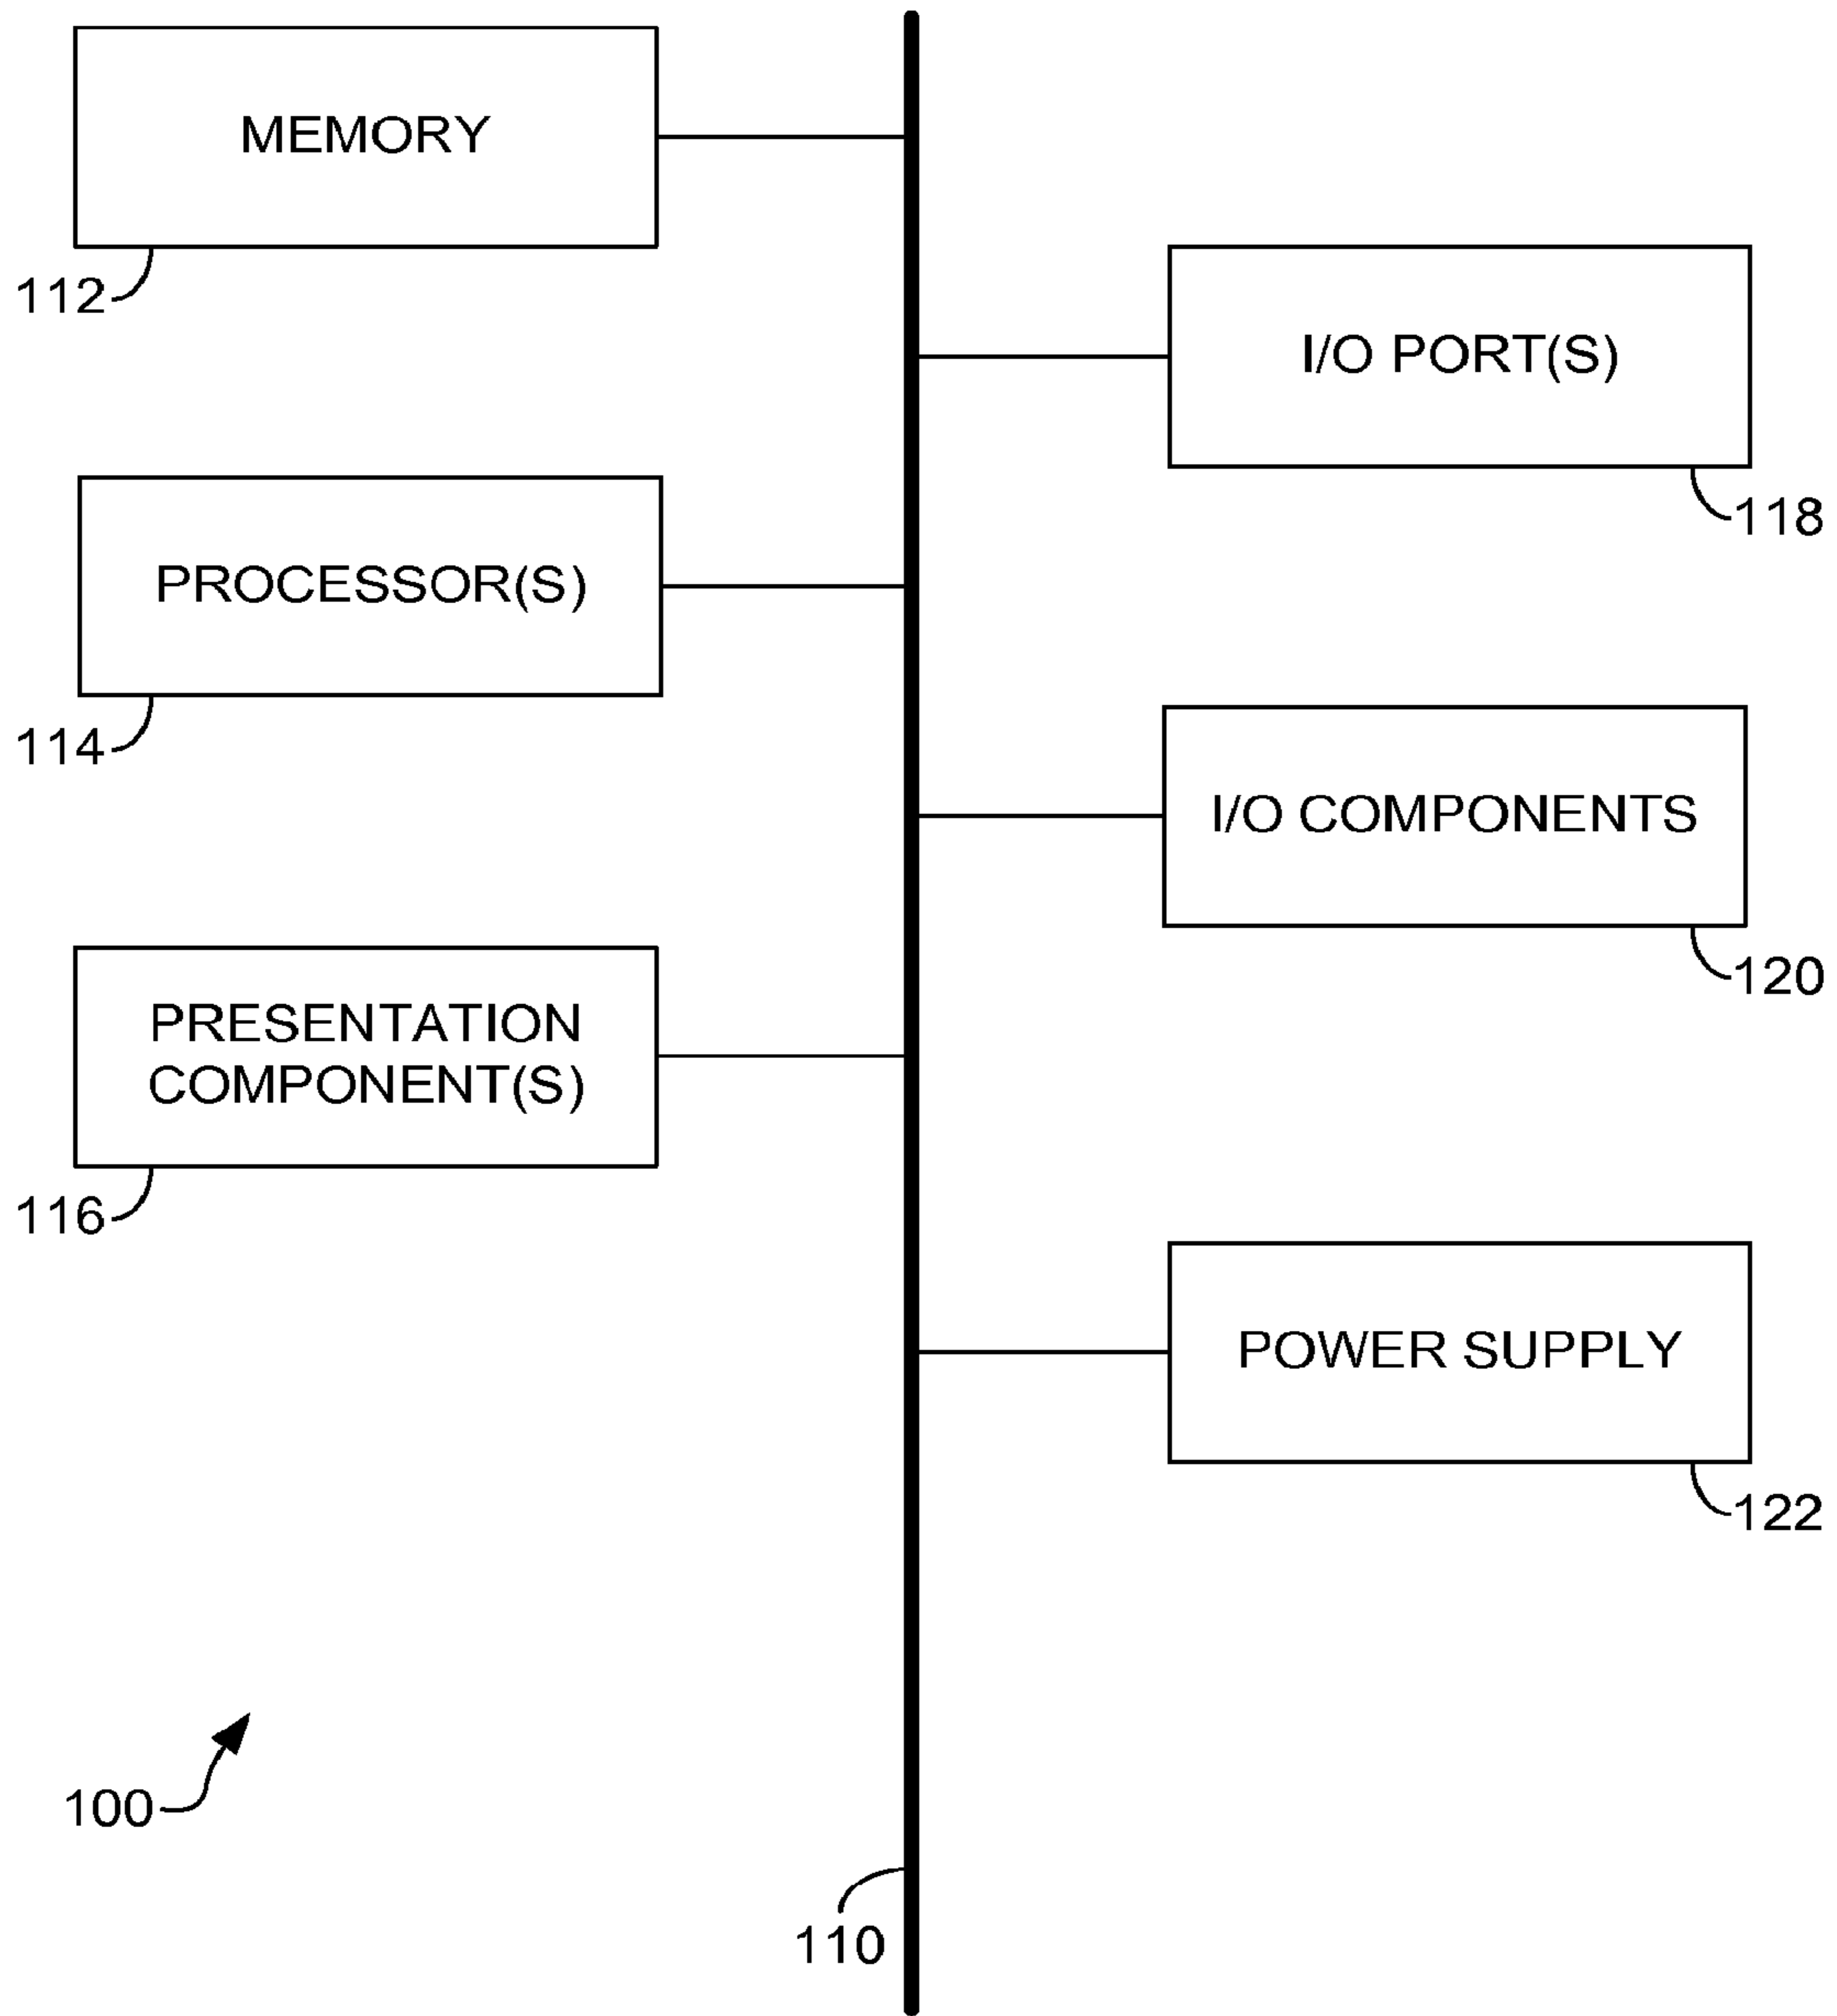 MEMORY
112
I/O PORT(S)
118
PROCESSOR(S)
114
I/O COMPONENTS
120
PRESENTATION
COMPONENT(S)
116
POWER SUPPLY
122
100
110